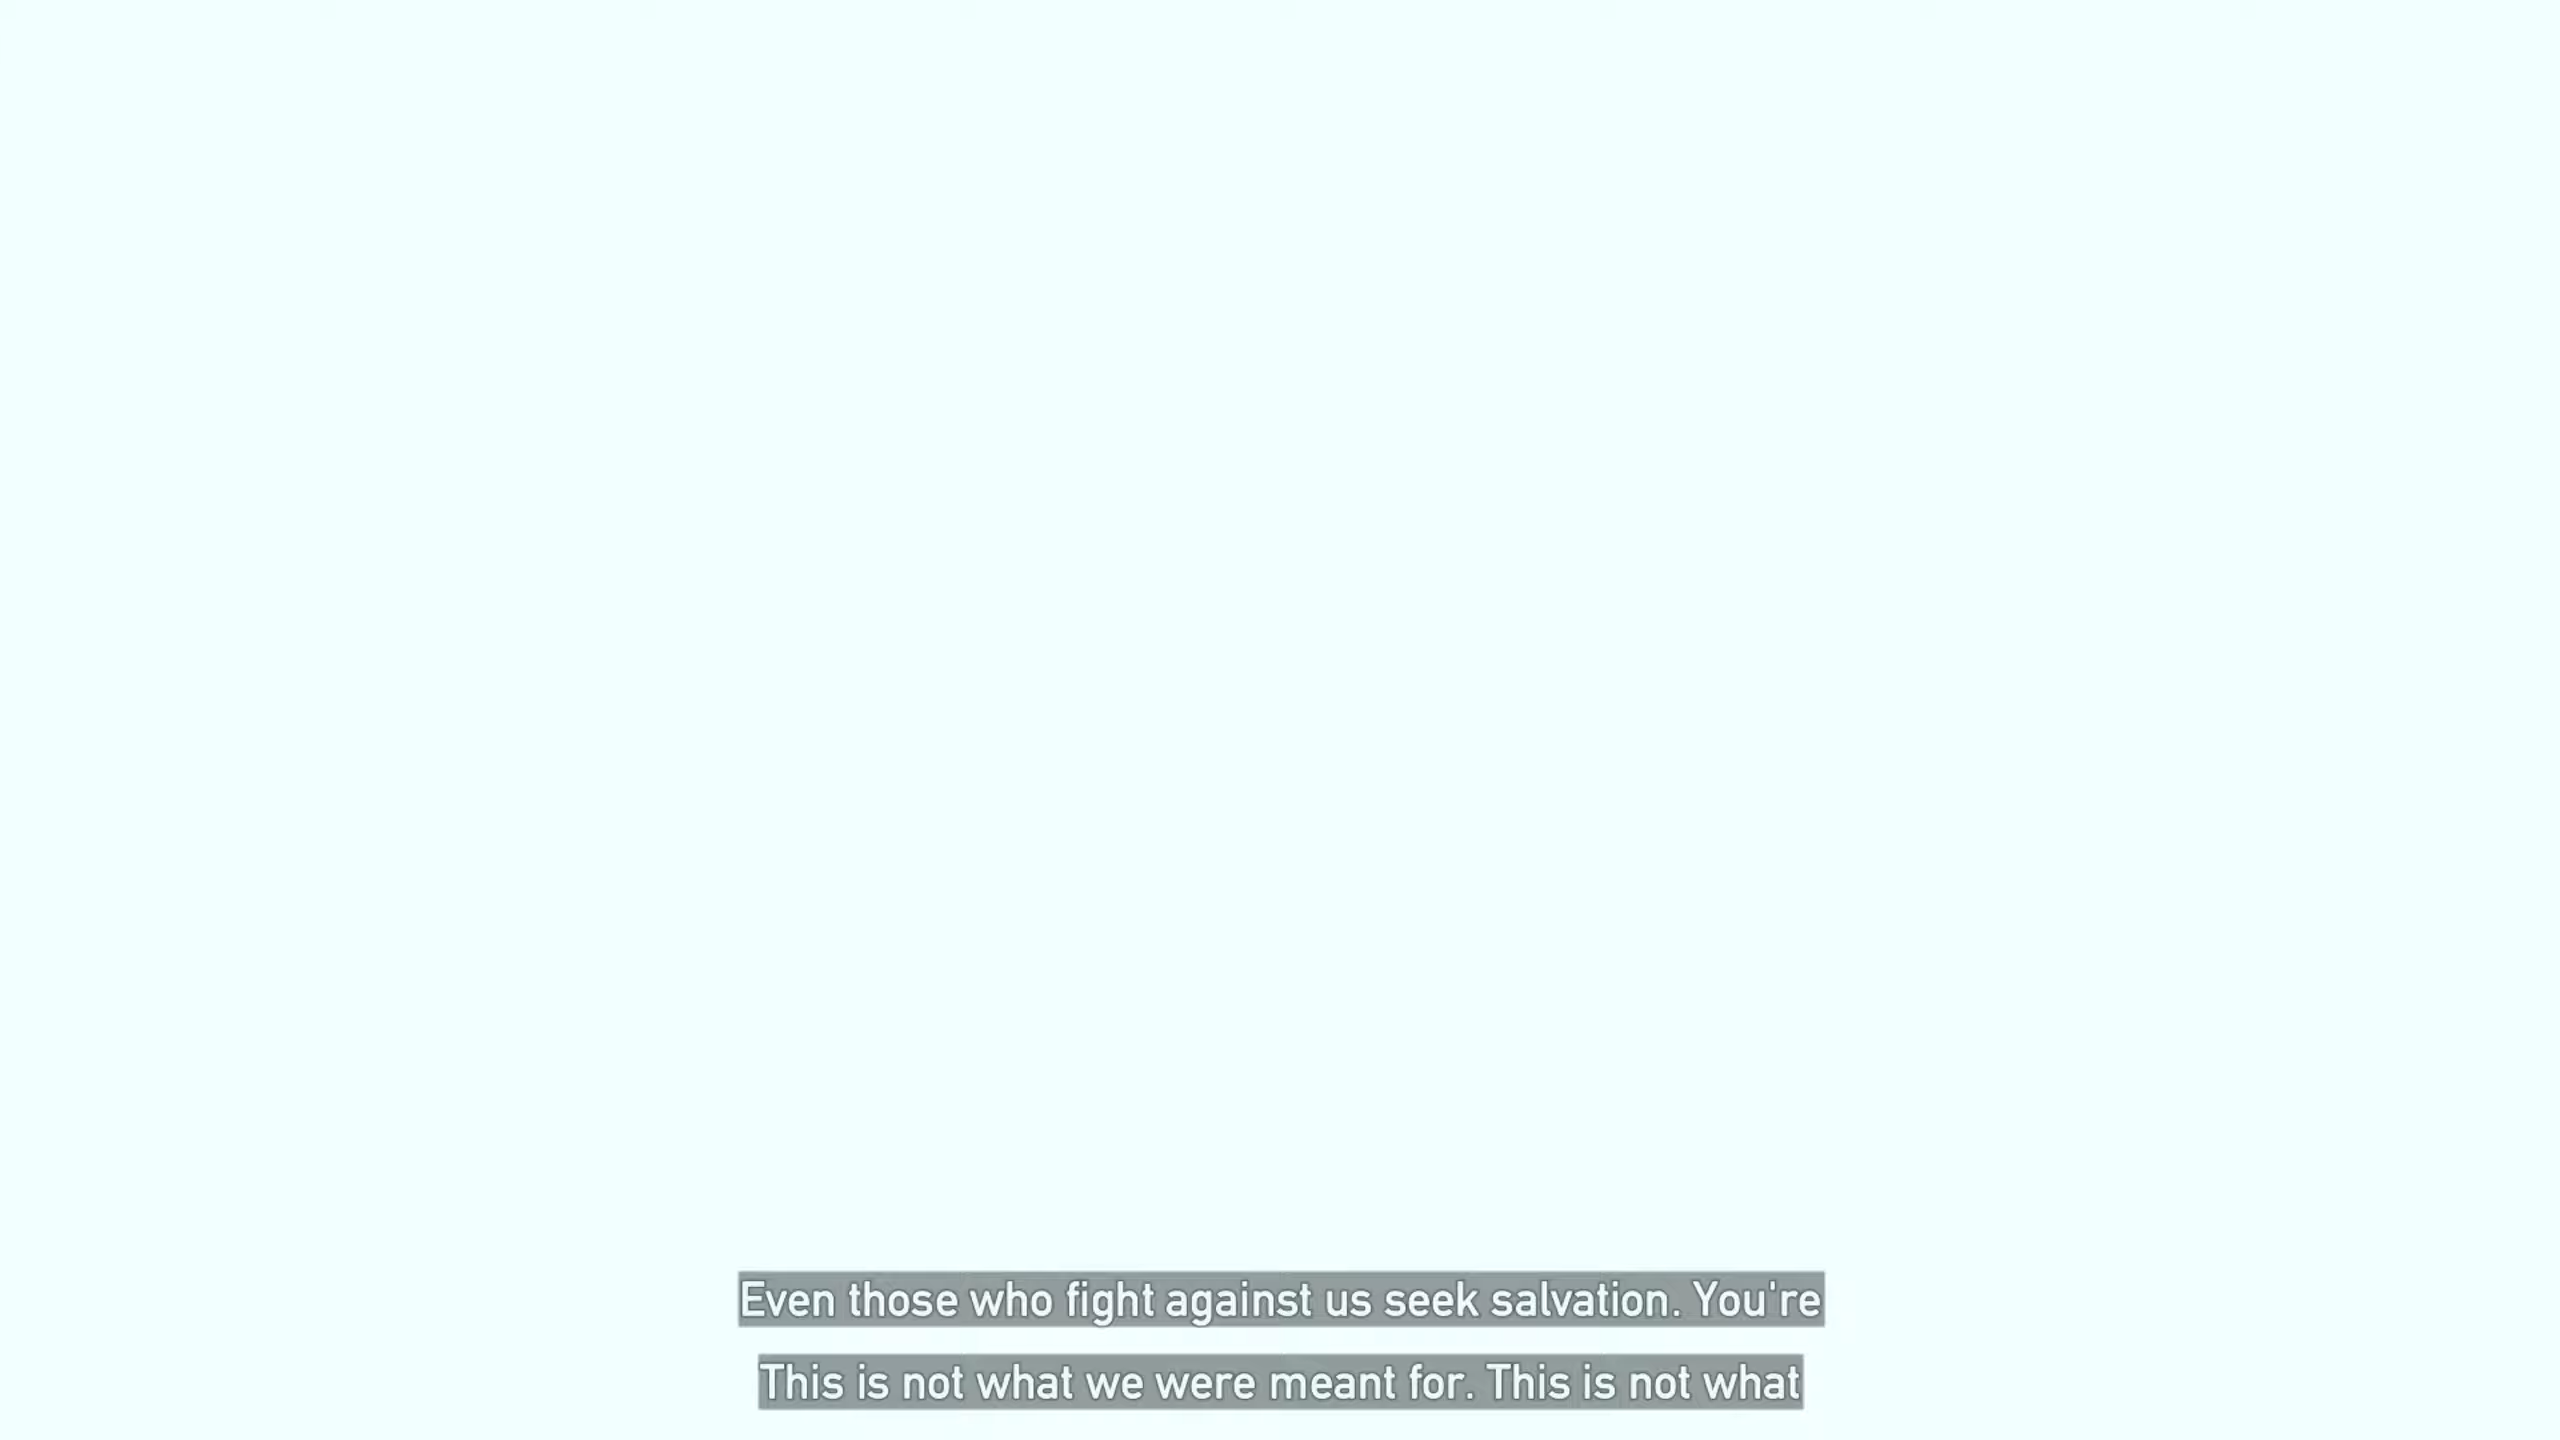 Even those who fight against us seek salvation. You're
This is not what we were meant for. This is not what